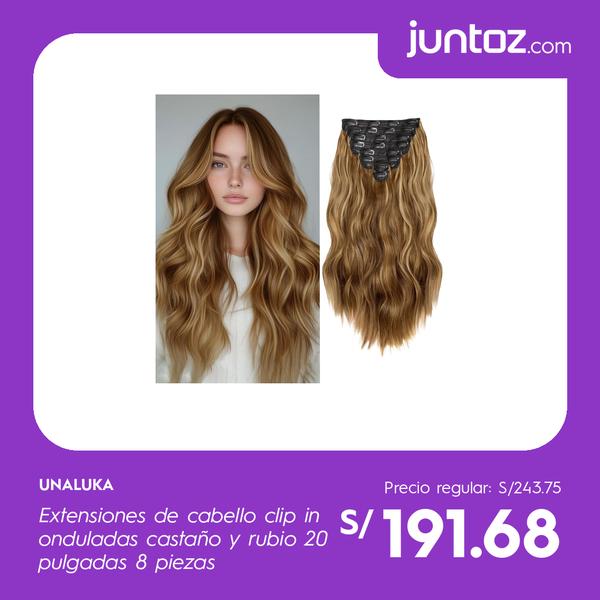 juntoz.com
UNALUKA
Extensiones de cabello clip in
onduladas castaño y rubio 20
pulgadas 8 piezas
Precio regular: S/243.75
S/191.68